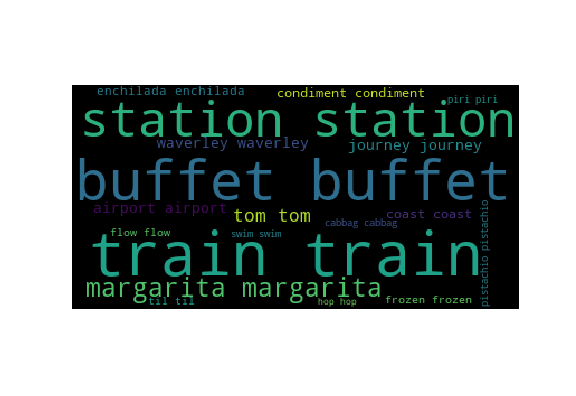 enchilada enchilada
condiment condiment
piri piri
station station
waverley waverley
journey journey
buffet buffet
airport airport
tom tom
coast coast
cabbag cabbag
flow flow
swim swim
train train
pistachio pistachio
margarita margarita
til til
hop hop
frozen frozen